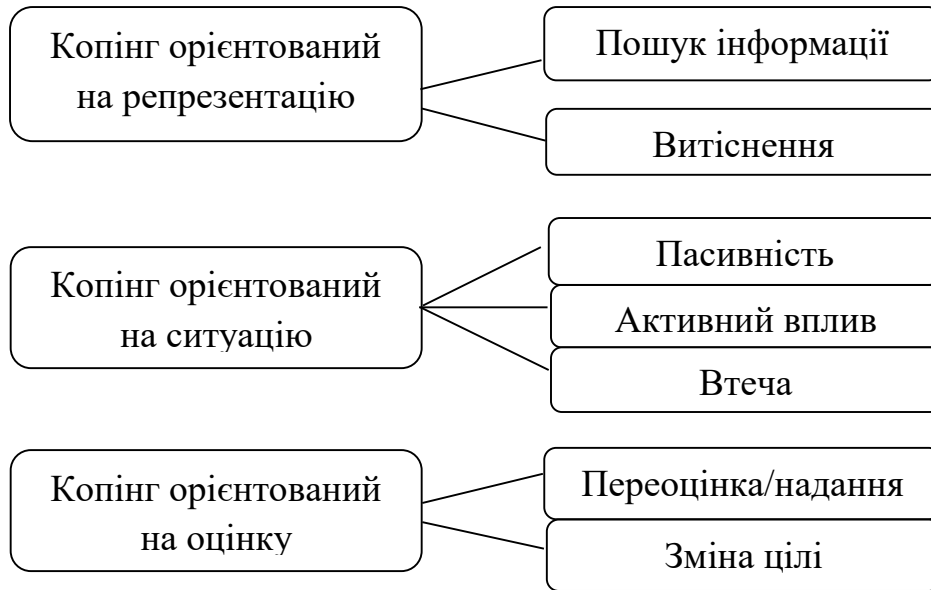 Копінг орієнтований
на репрезентацію
Пошук інформації
Витіснення
Копінг орієнтований
на ситуацію
Пасивність
Активний вплив
Втеча
Копінг орієнтований
на оцінку
Переоцінка/надання
Зміна цілі